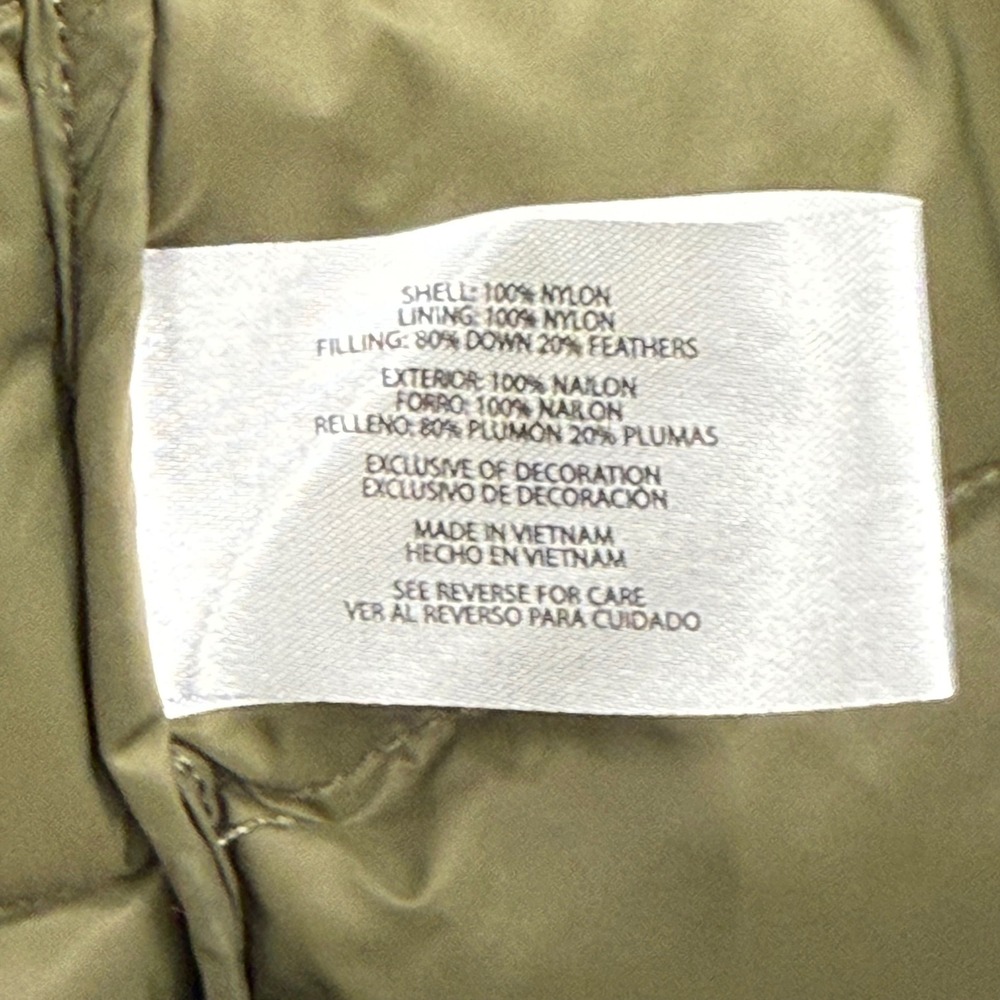 SHELL: 100% NYLON
LINING: 100% NYLON
FILLING: 80% DOWN 20% FEATHERS
EXTERIOR: 100% NAILON
FORRO: 100% NAILON
RELLENO: 80% PLUMÓN 20% PLUMAS
EXCLUSIVE OF DECORATION
EXCLUSIVO DE DECORACIÓN
MADE IN VIETNAM
HECHO EN VIETNAM
SEE REVERSE FOR CARE
VER AL REVERSO PARA CUIDADO